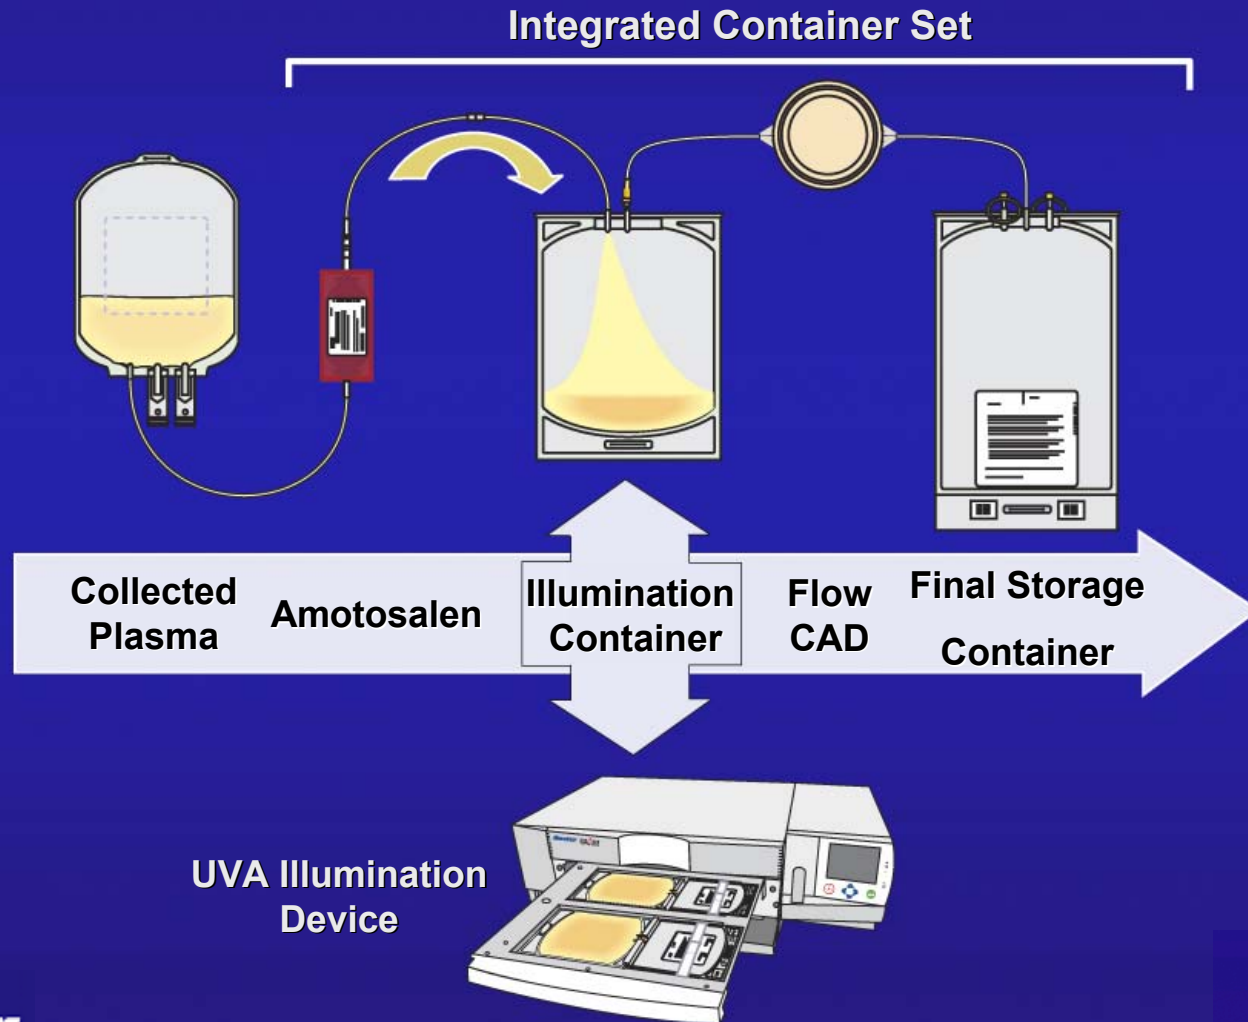 Integrated Container Set
Collected
Plasma
Amotosalen
Illumination
Container
Flow
CAD
Final Storage
Container
UVA Illumination
Device